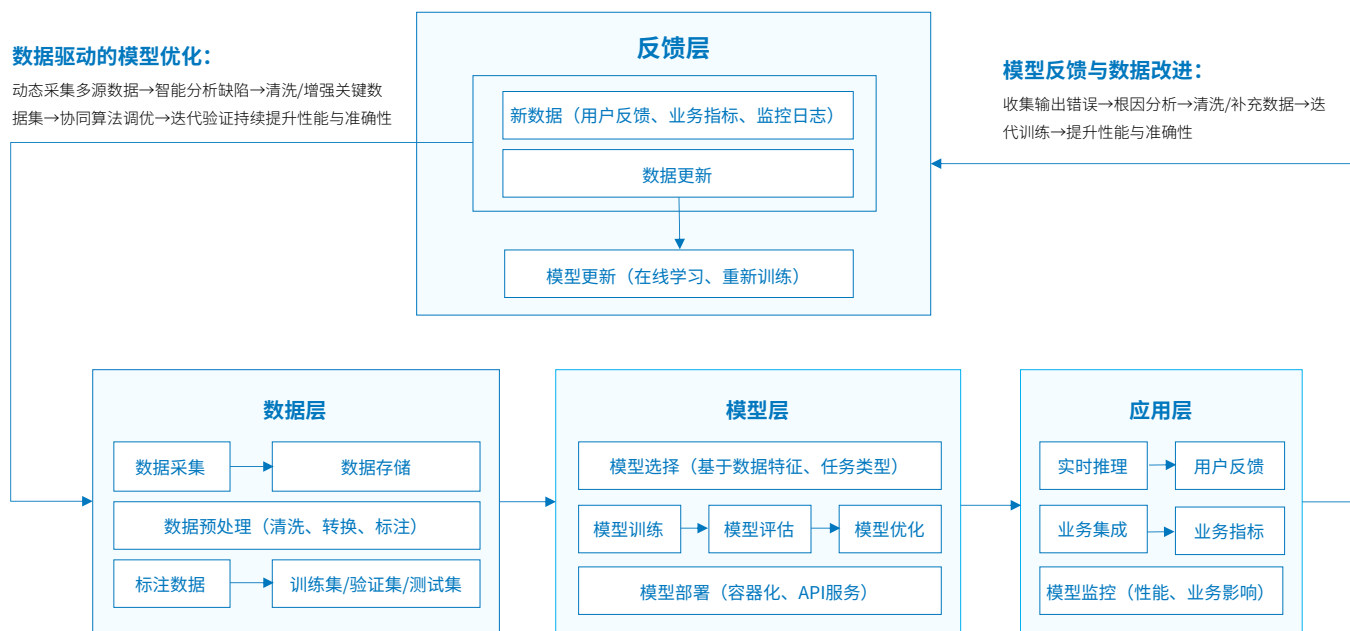 数据驱动的模型优化：
动态采集多源数据→智能分析缺陷→清洗/增强关键数
据集→协同算法调优→迭代验证持续提升性能与准确性
反馈层
新数据（用户反馈、业务指标、监控日志）
数据更新
模型更新（在线学习、重新训练）
模型反馈与数据改进：
收集输出错误→根因分析→清洗/补充数据→迭
代训练→提升性能与准确性
数据层
数据采集
数据存储
数据预处理（清洗、转换、标注）
标注数据
训练集/验证集/测试集
模型层
模型选择（基于数据特征、任务类型）
模型训练
模型评估
模型优化
模型部署（容器化、API服务）
应用层
实时推理
用户反馈
业务集成
业务指标
模型监控（性能、业务影响）